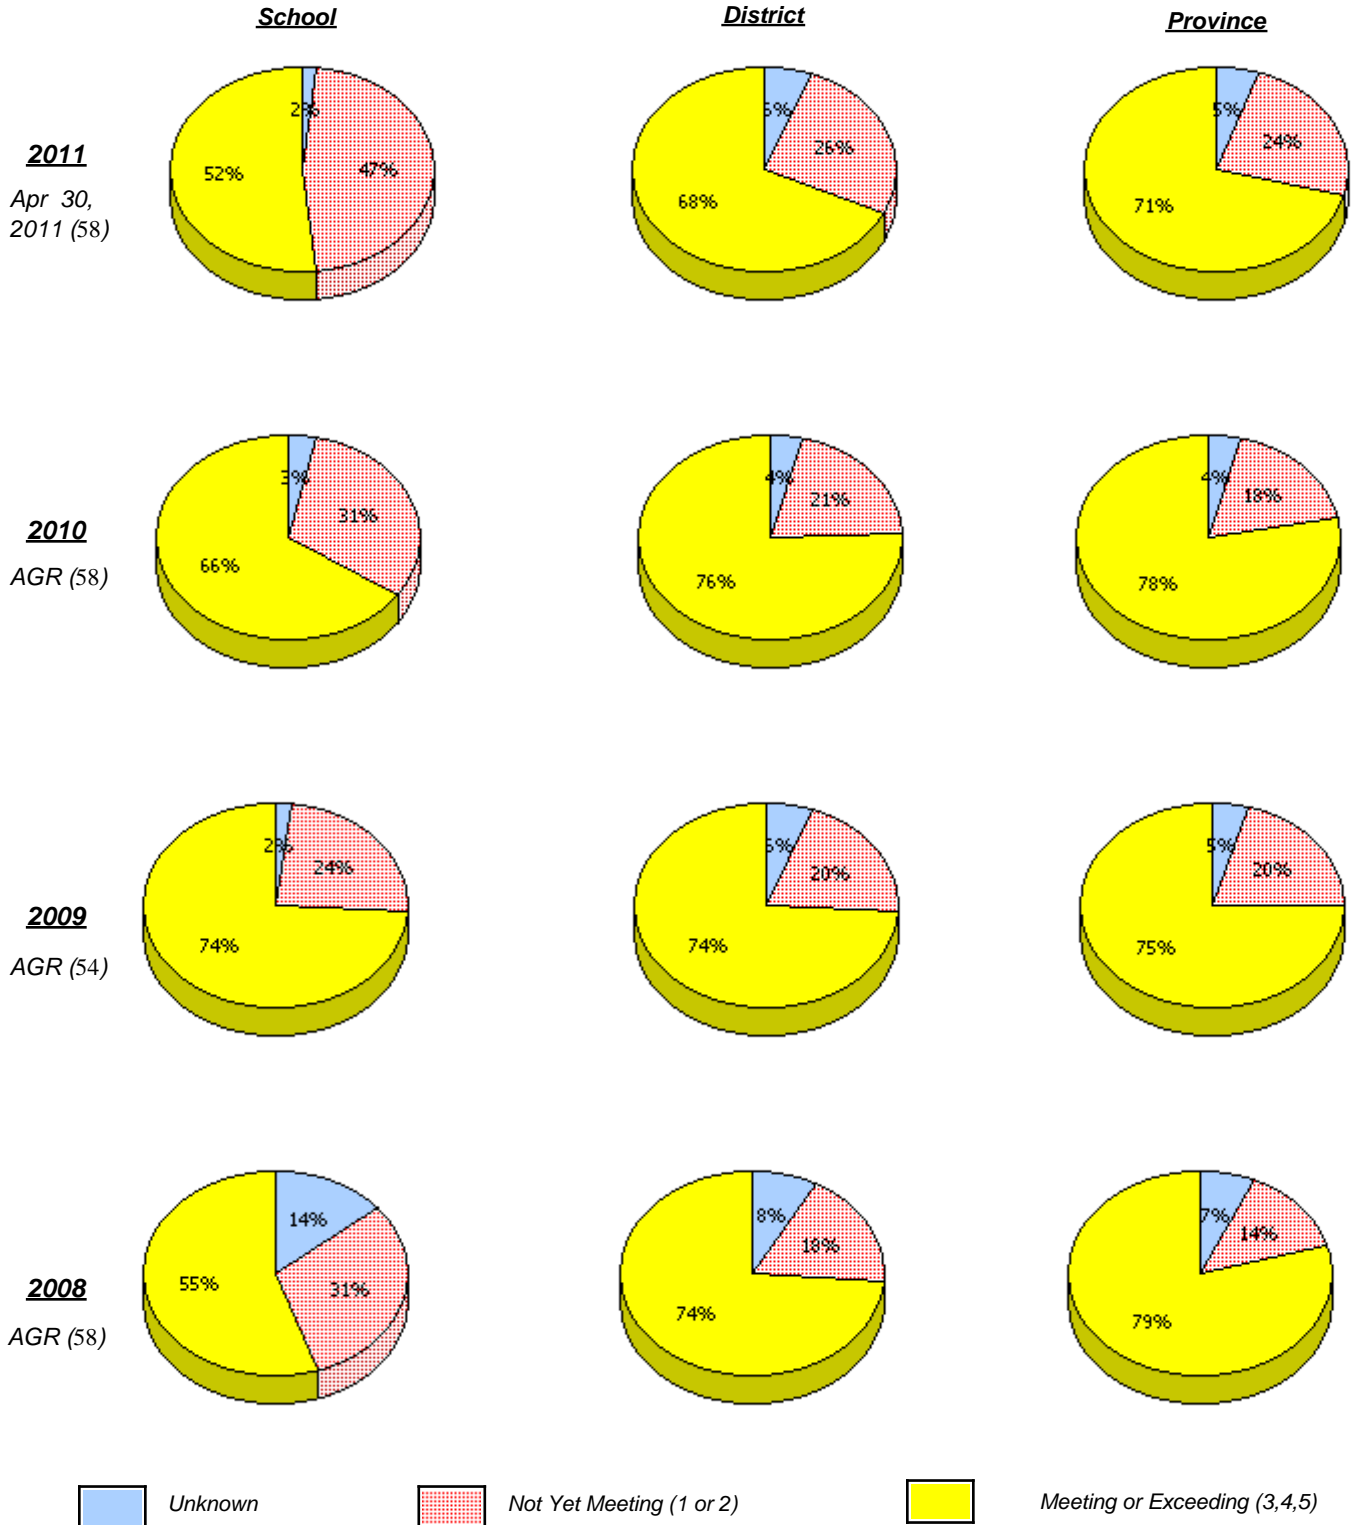 School District Province
2011
Apr 30,
2011 (58)
2% 47% 52%
26% 68%
5% 24% 71%
2010
AGR (58)
3% 31% 66%
4% 21% 76%
4% 18% 78%
2009
AGR (54)
2% 24% 74%
20% 74%
5% 20% 75%
2008
AGR (58)
14% 31% 55%
8% 18% 74%
7% 14% 79%
Unknown Not Yet Meeting (1 or 2) Meeting or Exceeding (3,4,5)